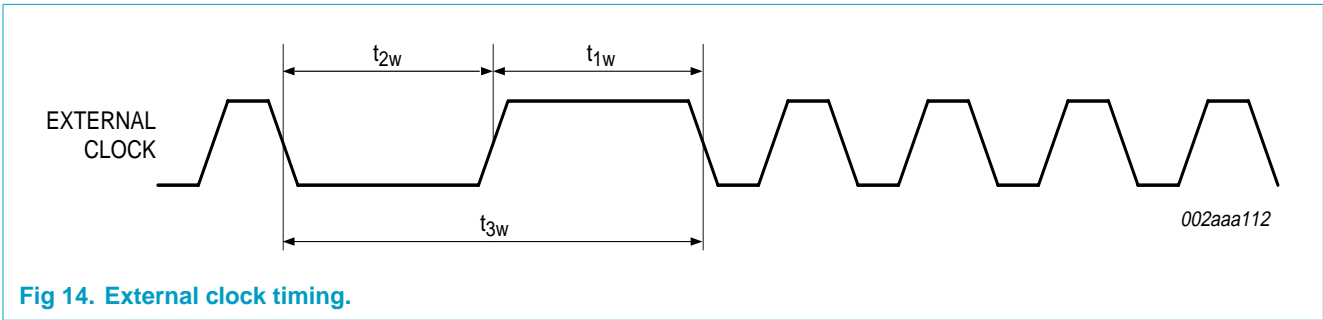 t2w
t1w
EXTERNAL
CLOCK
t3w
002aaa112
Fig 14. External clock timing.